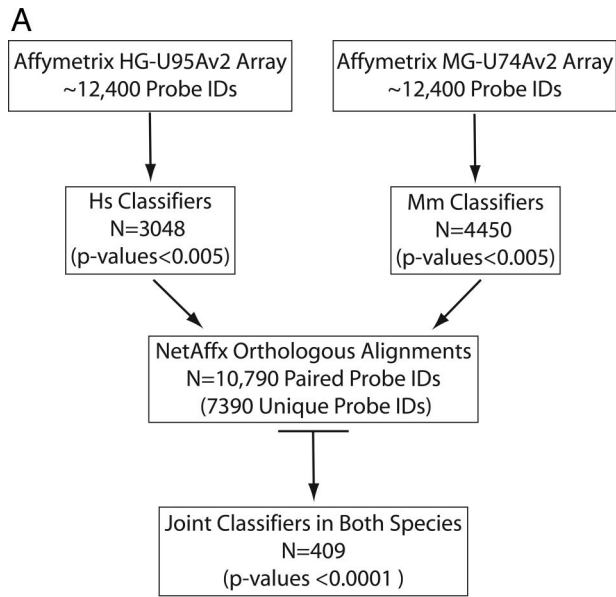 A
Affymetrix HG-U95Av2 Array
~12,400 Probe IDs
Affymetrix MG-U74Av2 Array
~12,400 Probe IDs
Hs Classifiers
N=3048
(p-values<0.005)
Mm Classifiers
N=4450
(p-values<0.005)
NetAffx Orthologous Alignments
N=10,790 Paired Probe IDs
(7390 Unique Probe IDs)
Joint Classifiers in Both Species
N=409
(p-values <0.0001 )